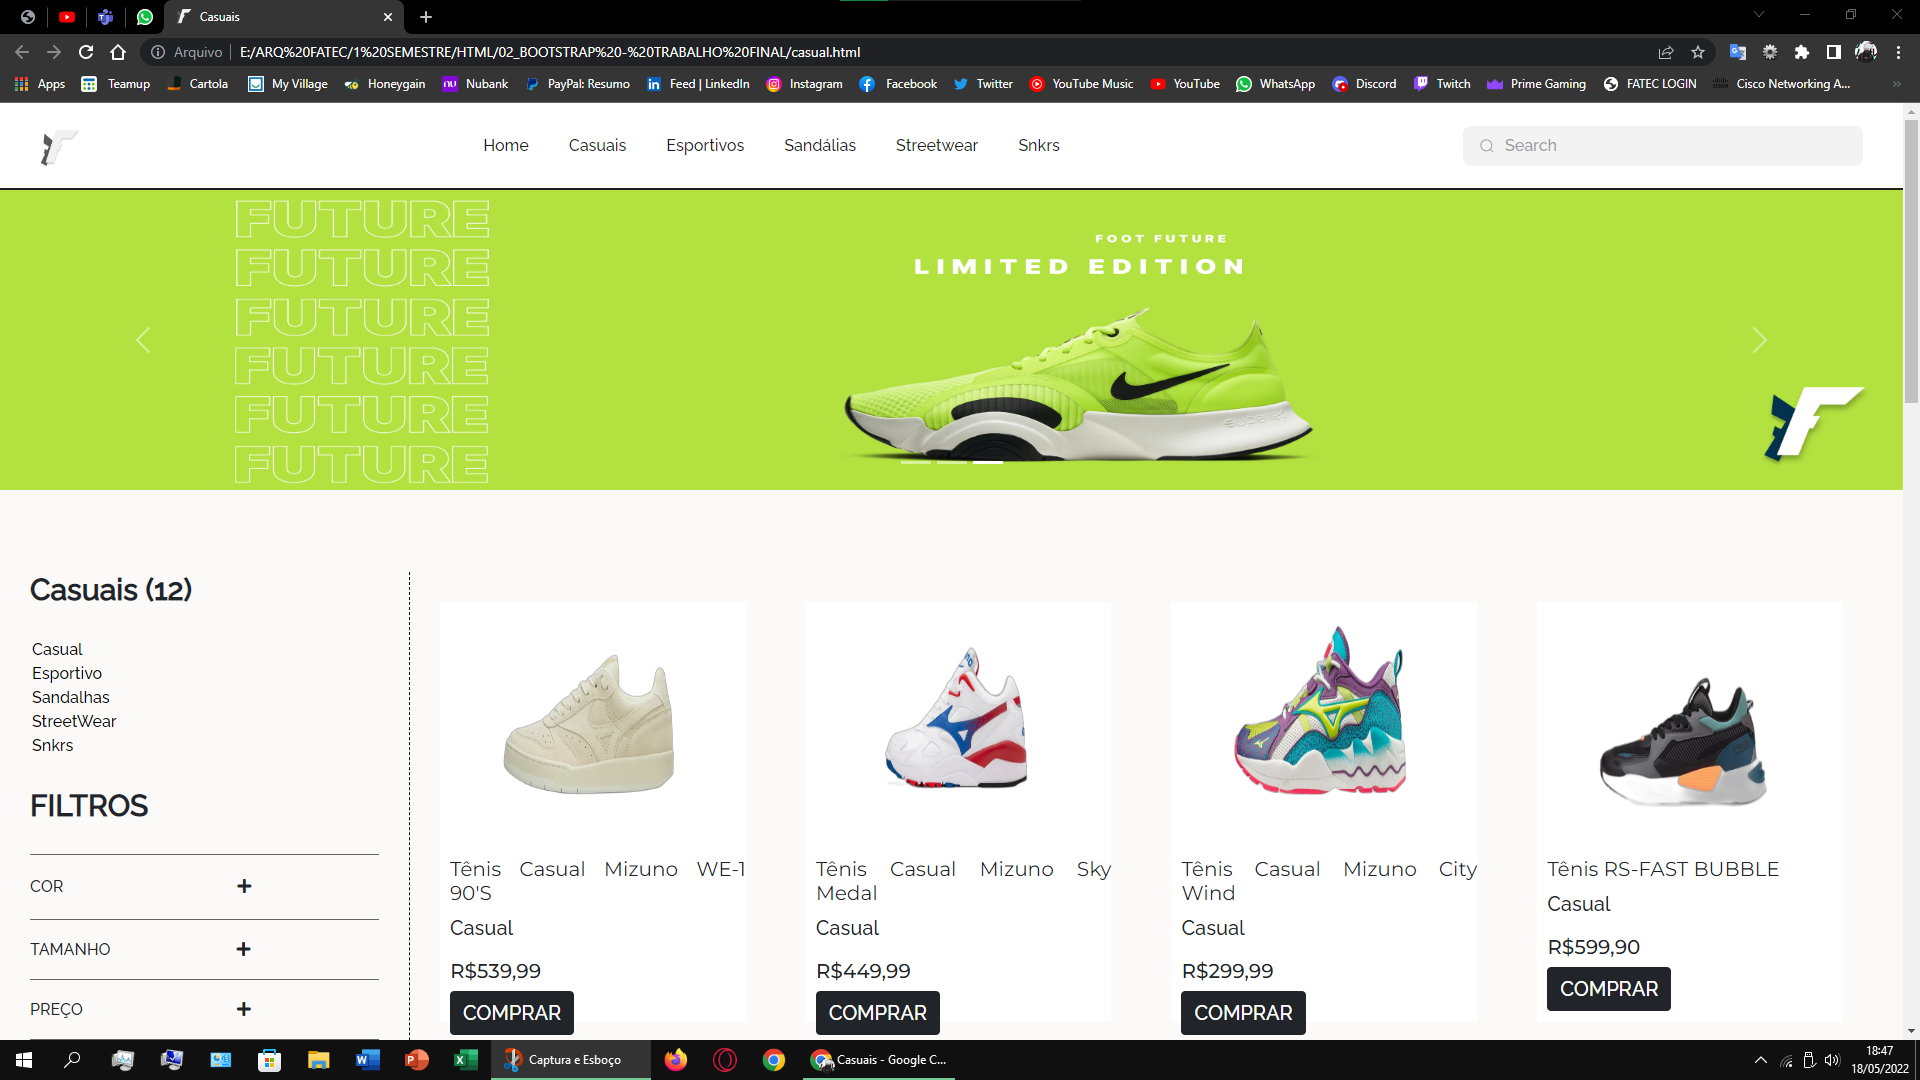 Casuais
Arquivo
E:/ARQ%20FATEC/1%20SEMESTRE/HTML/02_BOOTSTRAP%20-%20TRABALHO%20FINAL/casual.html
Apps
Teamup
Cartola
My Village
Honeygain
Nubank
PayPal: Resumo
Feed | LinkedIn
Instagram
Facebook
Twitter
YouTube Music
YouTube
WhatsApp
Discord
Twitch
Prime Gaming
FATEC LOGIN
Cisco Networking A...
Home
Casuais
Esportivos
Sandálias
Streetwear
Snkrs
Search
FUTURE
FUTURE
FUTURE
FUTURE
FUTURE
FUTURE
FOOT FUTURE
LIMITED EDITION
Casuais (12)
Casual
Esportivo
Sandalhas
StreetWear
Snkrs
FILTROS
COR
TAMANHO
PREÇO
Tênis Casual Mizuno WE-1
90'S
Casual
R$539,99
COMPRAR
Tênis Casual Mizuno Sky
Medal
Casual
R$449,99
COMPRAR
Tênis Casual Mizuno City
Wind
Casual
R$299,99
COMPRAR
Tênis RS-FAST BUBBLE
Casual
R$599,90
COMPRAR
Captura e Esboço
Casuais - Google C...
18:47
18/05/2022